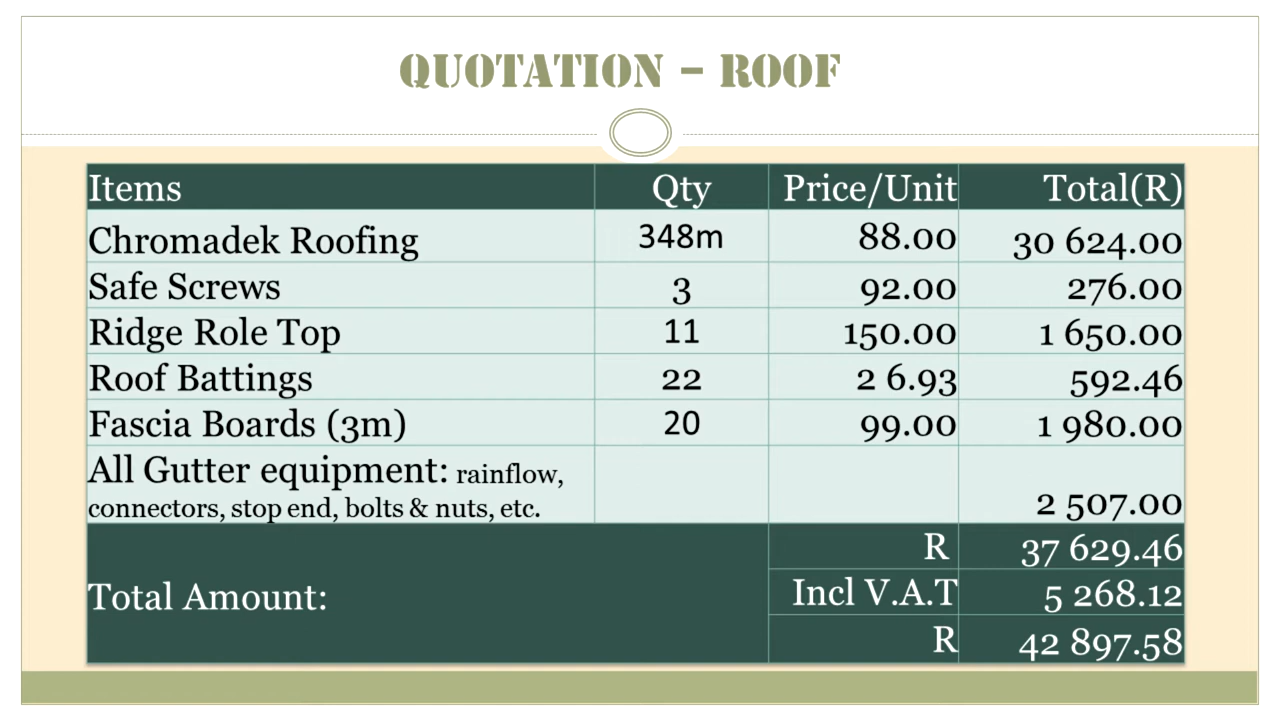 QUOTATION – ROOF
Items Qty Price/Unit Total(R)
Chromadek Roofing 348m 88.00 30 624.00
Safe Screws 3 92.00 276.00
Ridge Role Top 11 150.00 1 650.00
Roof Battings 22 2 6.93 592.46
Fascia Boards (3m) 20 99.00 1 980.00
All Gutter equipment: rainflow,
connectors, stop end, bolts & nuts, etc. 2 507.00
R 37 629.46
Total Amount: Incl V.A.T 5 268.12
R 42 897.58